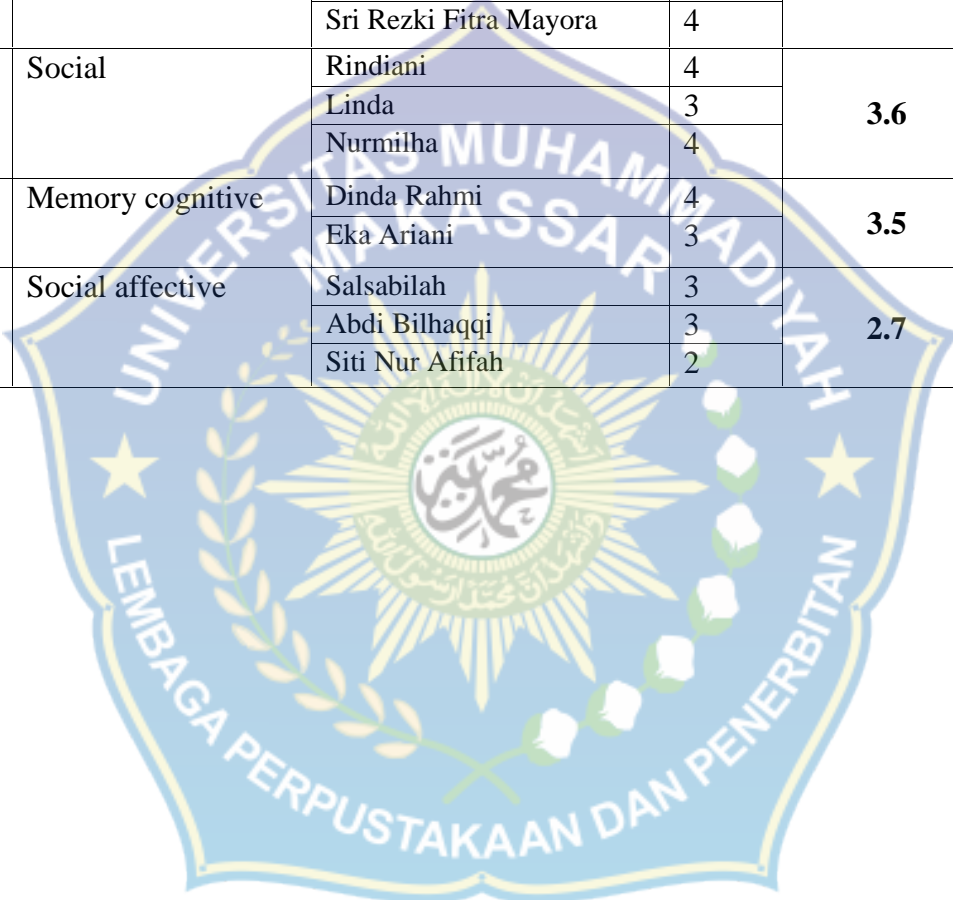 Sri Rezki Fitra Mayora 4
Social Rindiani 4
Linda 3
3.6
Nurmilha 4
Memory cognitive Dinda Rahmi 4
3.5
Eka Ariani 3
Social affective Salsabilah 3
Abdi Bilhaqqi 3
2.7
Siti Nur Afifah 2
UNIVERSITAS MUHAMMADIYAH
MAKASSAR
محمد
LEMBAGA PERPUSTAKAAN DAN PENERBITAN